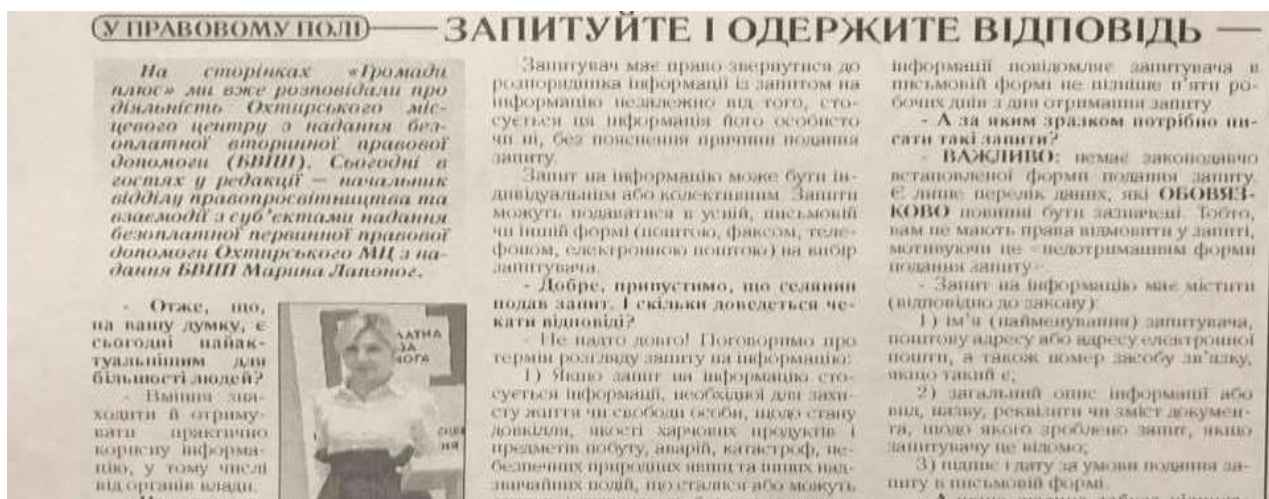 У ПРАВОВОМУ ПОЛІ
ЗАПИТУЙТЕ І ОДЕРЖИТЕ ВІДПОВІДЬ
На сторінках «Громади
плюс» ми вже розповідали про
діяльність Охтирського міс-
цевого центру з надання без-
оплатної вторинної правової
допомоги (БВПД). Сьогодні в
гостях у редакції — начальник
відділу правопросвітництва та
взаємодії з суб'єктами надання
безоплатної первинної правової
допомоги Охтирського МЦ з на-
дання БВПД Марина Лапоног.
- Отже, що,
на вашу думку, є
сьогодні найак-
туальнішим для
більшості людей?
- Вміння зна-
ходити й отриму-
вати практично
корисну інформа-
цію, у тому числі
від органів влади.
Запитувач має право звернутися до
розпорядника інформації із запитом на
інформацію незалежно від того, сто-
сується ця інформація його особисто
чи ні, без пояснення причини подання
запиту.
Запит на інформацію може бути ін-
дивідуальним або колективним. Запити
можуть подаватися в усній, письмовій
чи іншій формі (поштою, факсом, теле-
фоном, електронною поштою) на вибір
запитувача.
- Добре, припустимо, що селянин
подав запит. І скільки доведеться че-
кати відповіді?
- Не надто довго! Поговоримо про
термін розгляду запиту на інформацію:
1) Якщо запит на інформацію сто-
сується інформації, необхідної для захи-
сту життя чи свободи особи, щодо стану
довкілля, якості харчових продуктів і
предметів побуту, аварій, катастроф, не-
безпечних природних явищ та інших над-
звичайних подій, що сталися або можуть
інформації повідомляє запитувача в
письмовій формі не пізніше п'яти ро-
бочих днів з дня отримання запиту
- А за яким зразком потрібно пи-
сати такі запити?
- ВАЖЛИВО: немає законодавчо
встановленої форми подання запиту.
Є лише перелік даних, які ОБОВЯЗ-
КОВО повинні бути зазначені. Тобто,
вам не мають права відмовити у запиті,
мотивуючи це «недотриманням форми
подання запиту»
- Запит на інформацію має містити
(відповідно до закону):
1) ім'я (найменування) запитувача,
поштову адресу або адресу електронної
пошти, а також номер засобу зв'язку,
якщо такий є;
2) загальний опис інформації або
вид, назву, реквізити чи зміст докумен-
та, щодо якого зроблено запит, якщо
запитувачу це відомо;
3) підпис і дату за умови подання за-
питу в письмовій формі.